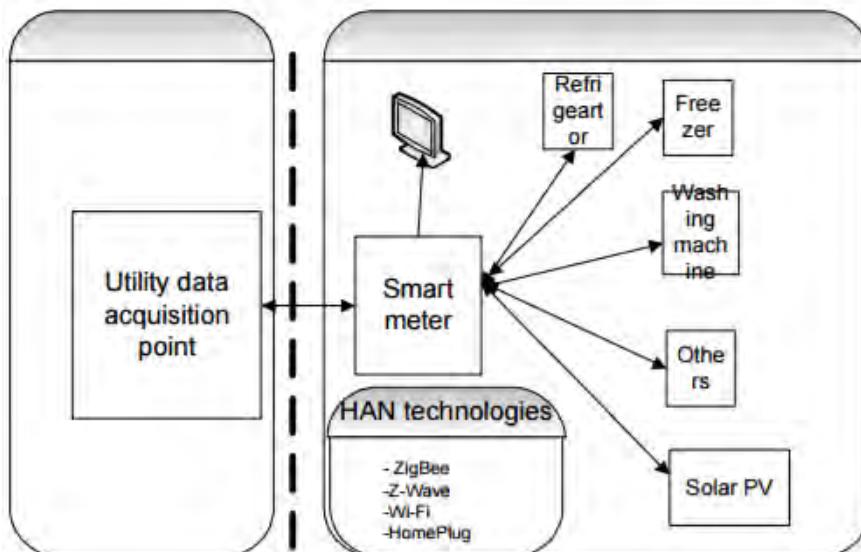 Utility data
acquisition
point
Smart
meter
Refri
geart
or
Free
zer
Wash
ing
mach
ine
Othe
rs
Solar PV
HAN technologies
- ZigBee
-Z-Wave
-Wi-Fi
-HomePlug